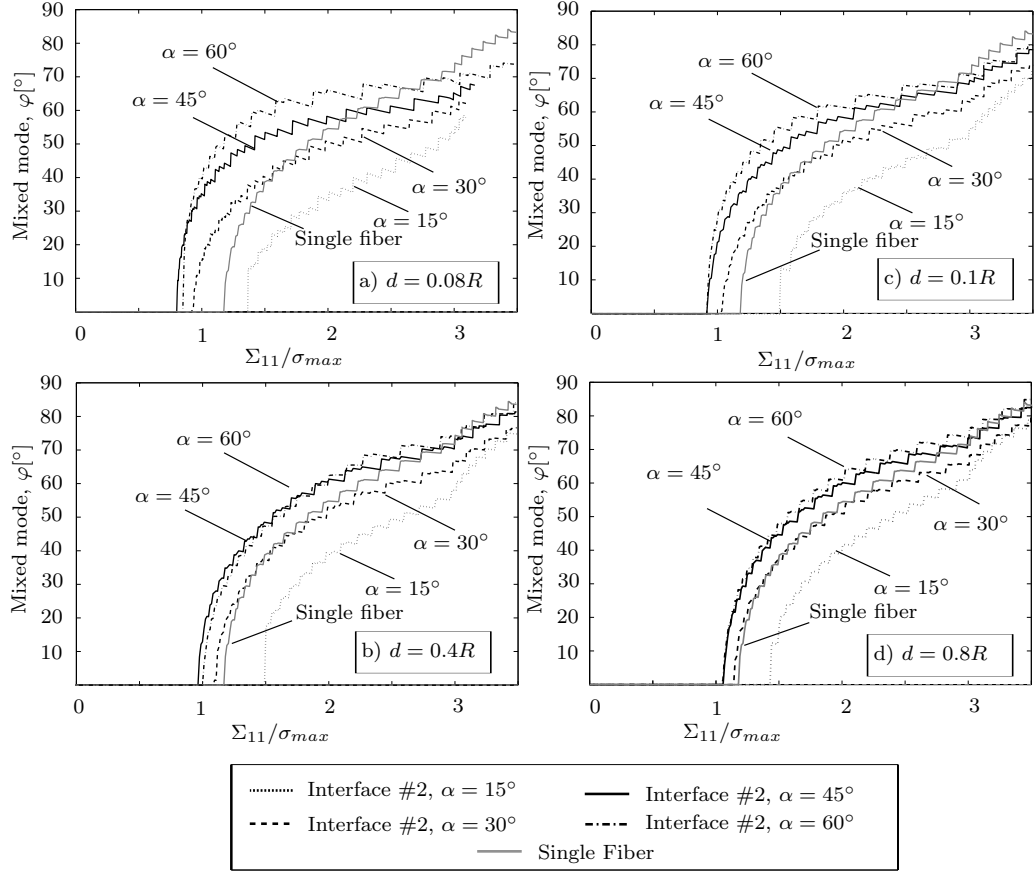 90
80
70
60
50
40
30
20
10
Mixed mode, φ[°]
α = 60°
α = 45°
α = 30°
α = 15°
Single fiber
a) d = 0.08R
0 1 2 3
Σ11/σmax
90
80
70
60
50
40
30
20
10
Mixed mode, φ[°]
α = 60°
α = 45°
α = 30°
α = 15°
Single fiber
c) d = 0.1R
0 1 2 3
Σ11/σmax
90
80
70
60
50
40
30
20
10
Mixed mode, φ[°]
α = 60°
α = 45°
α = 30°
α = 15°
Single fiber
b) d = 0.4R
0 1 2 3
Σ11/σmax
90
80
70
60
50
40
30
20
10
Mixed mode, φ[°]
α = 60°
α = 45°
α = 30°
α = 15°
Single fiber
d) d = 0.8R
0 1 2 3
Σ11/σmax
Interface #2, α = 15°
Interface #2, α = 45°
Interface #2, α = 30°
Interface #2, α = 60°
Single Fiber